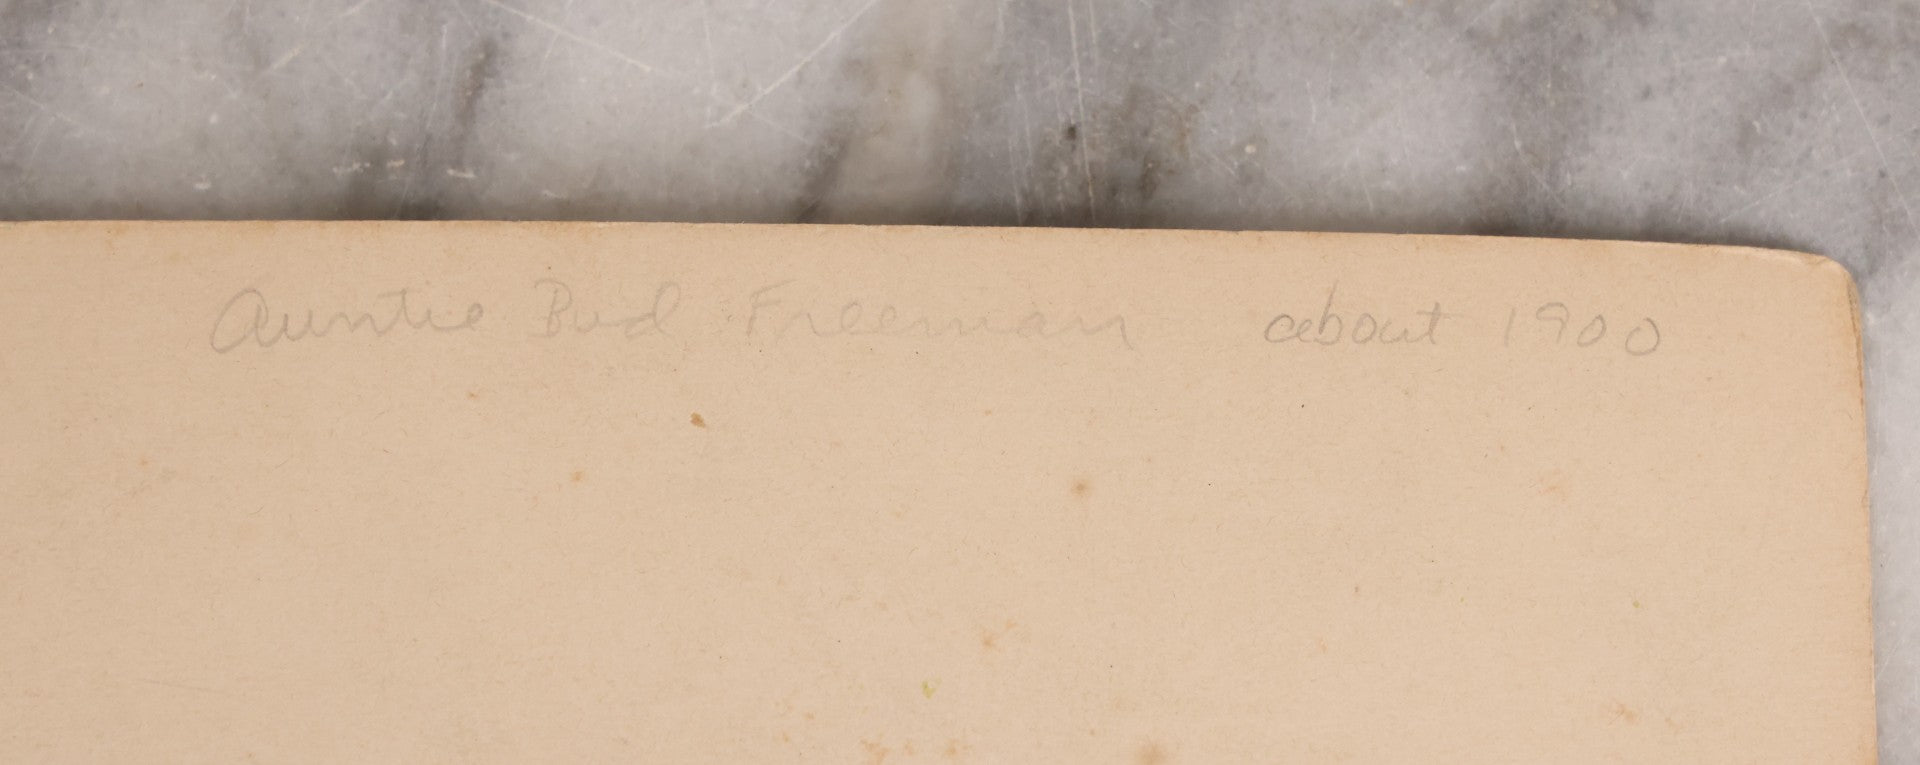 Auntie Bud Freeman about 1900